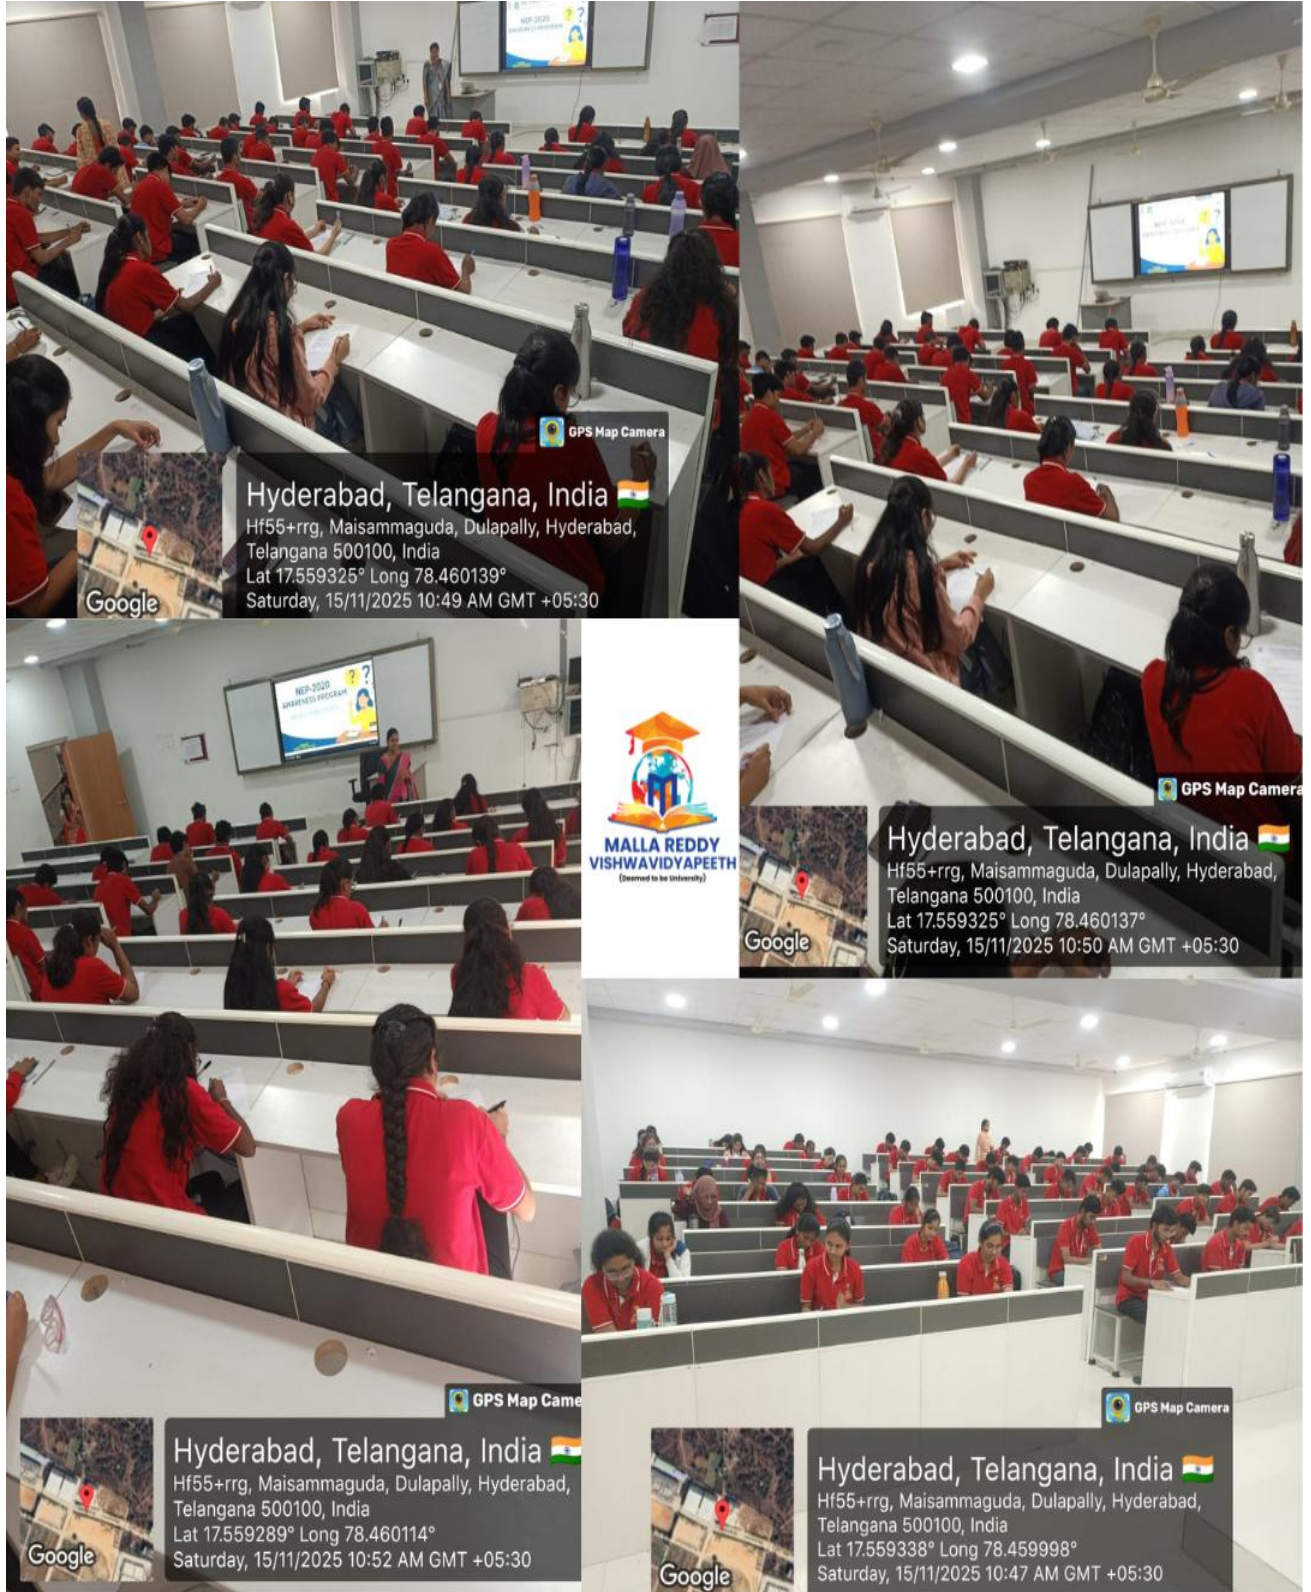 NEP-2020
AWARENESS PROGRAM
GPS Map Camera
Hyderabad, Telangana, India
Hf55+rrg, Maisammaguda, Dulapally, Hyderabad,
Telangana 500100, India
Lat 17.559325° Long 78.460139°
Saturday, 15/11/2025 10:49 AM GMT +05:30
Google
GPS Map Camera
Hyderabad, Telangana, India
Hf55+rrg, Maisammaguda, Dulapally, Hyderabad,
Telangana 500100, India
Lat 17.559325° Long 78.460137°
Saturday, 15/11/2025 10:50 AM GMT +05:30
Google
NEP-2020
AWARENESS PROGRAM
MALLA REDDY
VISHWAVIDYAPEETH
(Deemed to be University)
GPS Map Came
Hyderabad, Telangana, India
Hf55+rrg, Maisammaguda, Dulapally, Hyderabad,
Telangana 500100, India
Lat 17.559289° Long 78.460114°
Saturday, 15/11/2025 10:52 AM GMT +05:30
Google
GPS Map Camera
Hyderabad, Telangana, India
Hf55+rrg, Maisammaguda, Dulapally, Hyderabad,
Telangana 500100, India
Lat 17.559338° Long 78.459998°
Saturday, 15/11/2025 10:47 AM GMT +05:30
Google